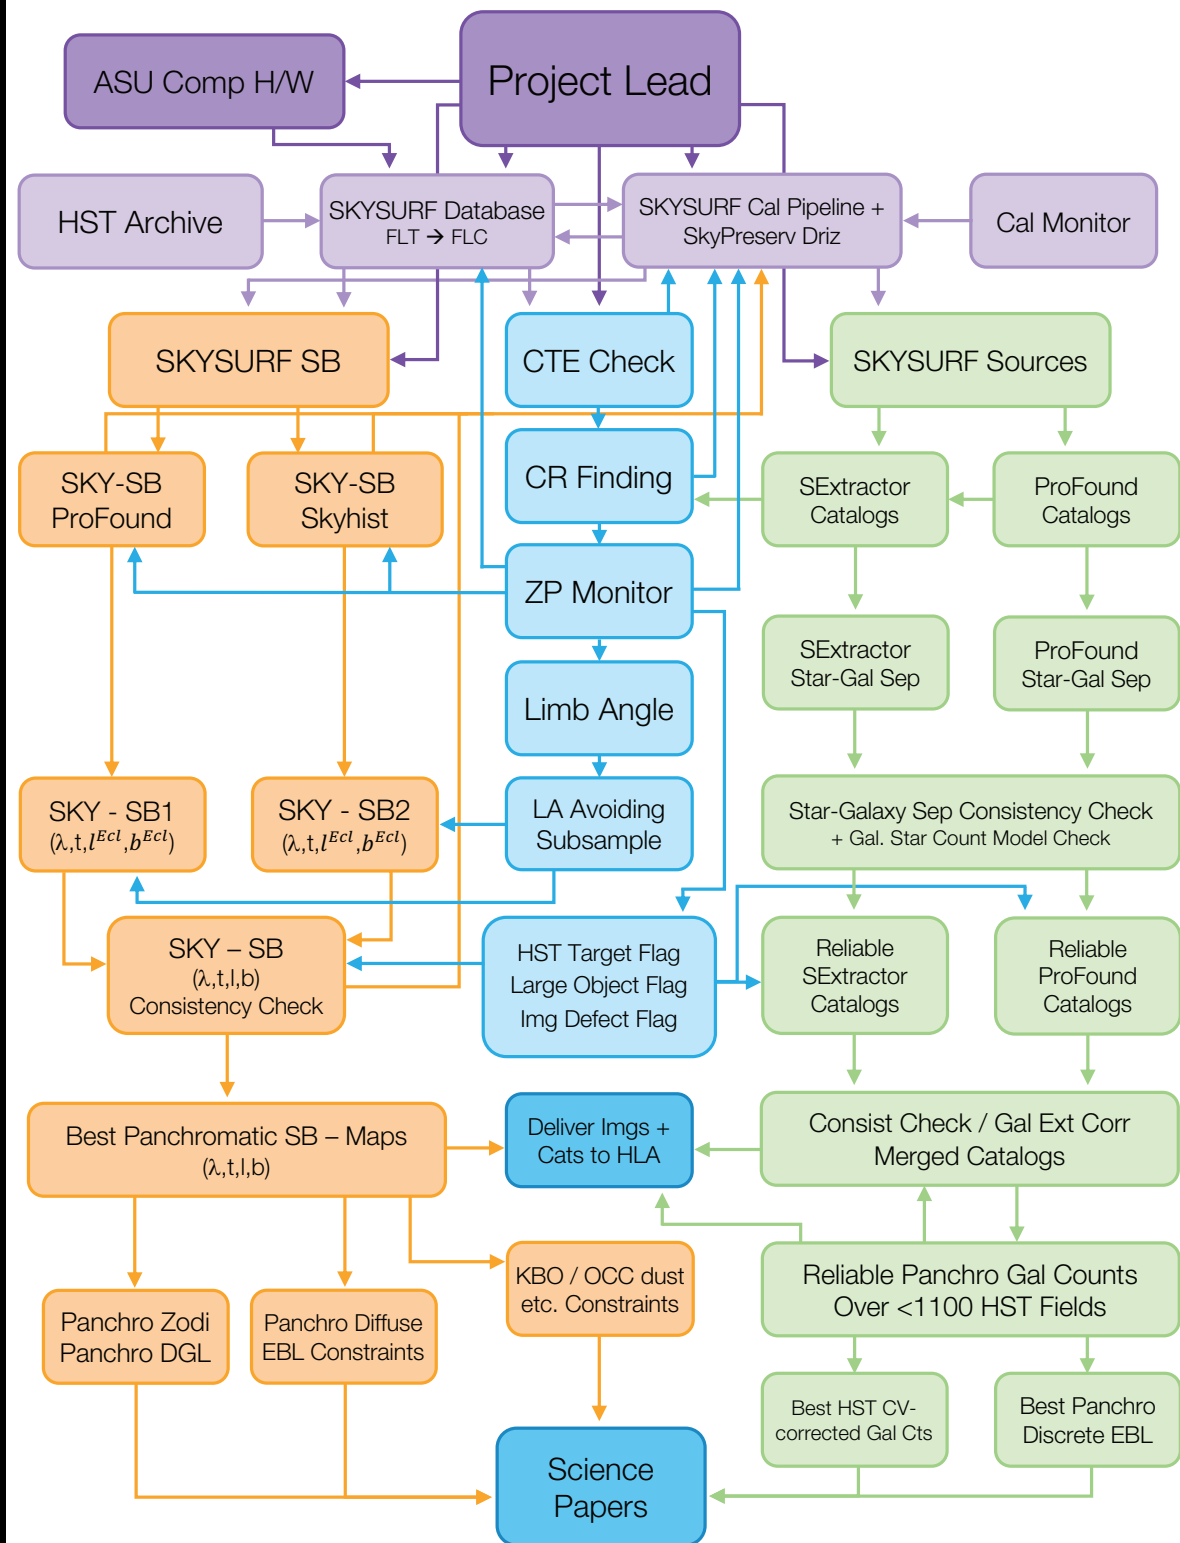 Project Lead
ASU Comp H/W
HST Archive
SKYSURF Database
FLT → FLC
SKYSURF Cal Pipeline +
SkyPreserv Driz
Cal Monitor
SKYSURF SB
CTE Check
SKYSURF Sources
SKY-SB
ProFound
SKY-SB
Skyhist
CR Finding
SExtractor
Catalogs
ProFound
Catalogs
ZP Monitor
SExtractor
Star-Gal Sep
ProFound
Star-Gal Sep
Limb Angle
SKY - SB1
(λ,t,l^Ecl,b^Ecl)
SKY - SB2
(λ,t,l^Ecl,b^Ecl)
LA Avoiding
Subsample
Star-Galaxy Sep Consistency Check
+ Gal. Star Count Model Check
SKY – SB
(λ,t,l,b)
Consistency Check
HST Target Flag
Large Object Flag
Img Defect Flag
Reliable
SExtractor
Catalogs
Reliable
ProFound
Catalogs
Best Panchromatic SB – Maps
(λ,t,l,b)
Deliver Imgs +
Cats to HLA
Consist Check / Gal Ext Corr
Merged Catalogs
KBO / OCC dust
etc. Constraints
Reliable Panchro Gal Counts
Over <1100 HST Fields
Panchro Zodi
Panchro DGL
Panchro Diffuse
EBL Constraints
Best HST CV-
corrected Gal Cts
Best Panchro
Discrete EBL
Science
Papers